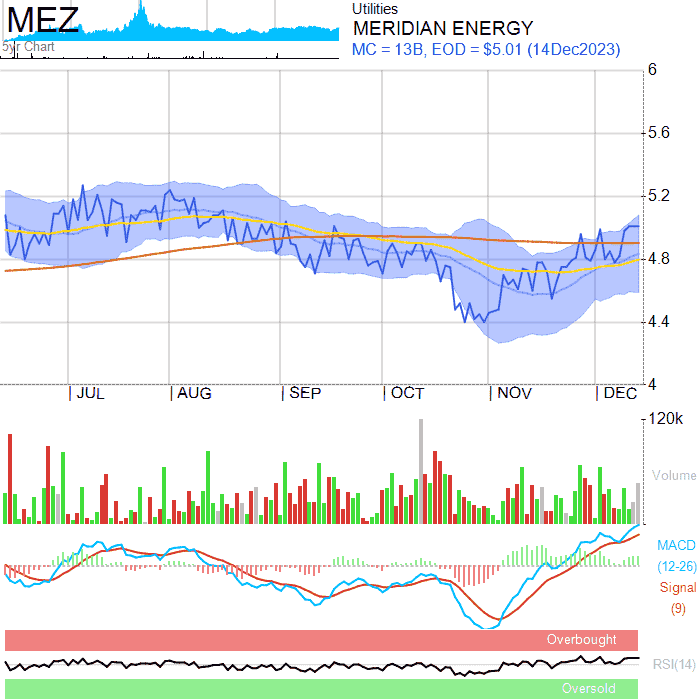 MEZ
5yr Chart
Utilities
MERIDIAN ENERGY
MC = 13B, EOD = $5.01 (14Dec2023)
6
5.6
5.2
4.8
4.4
4
JUL AUG SEP OCT NOV DEC
120k
Volume
MACD
(12-26)
Signal
(9)
Overbought
RSI(14)
Oversold